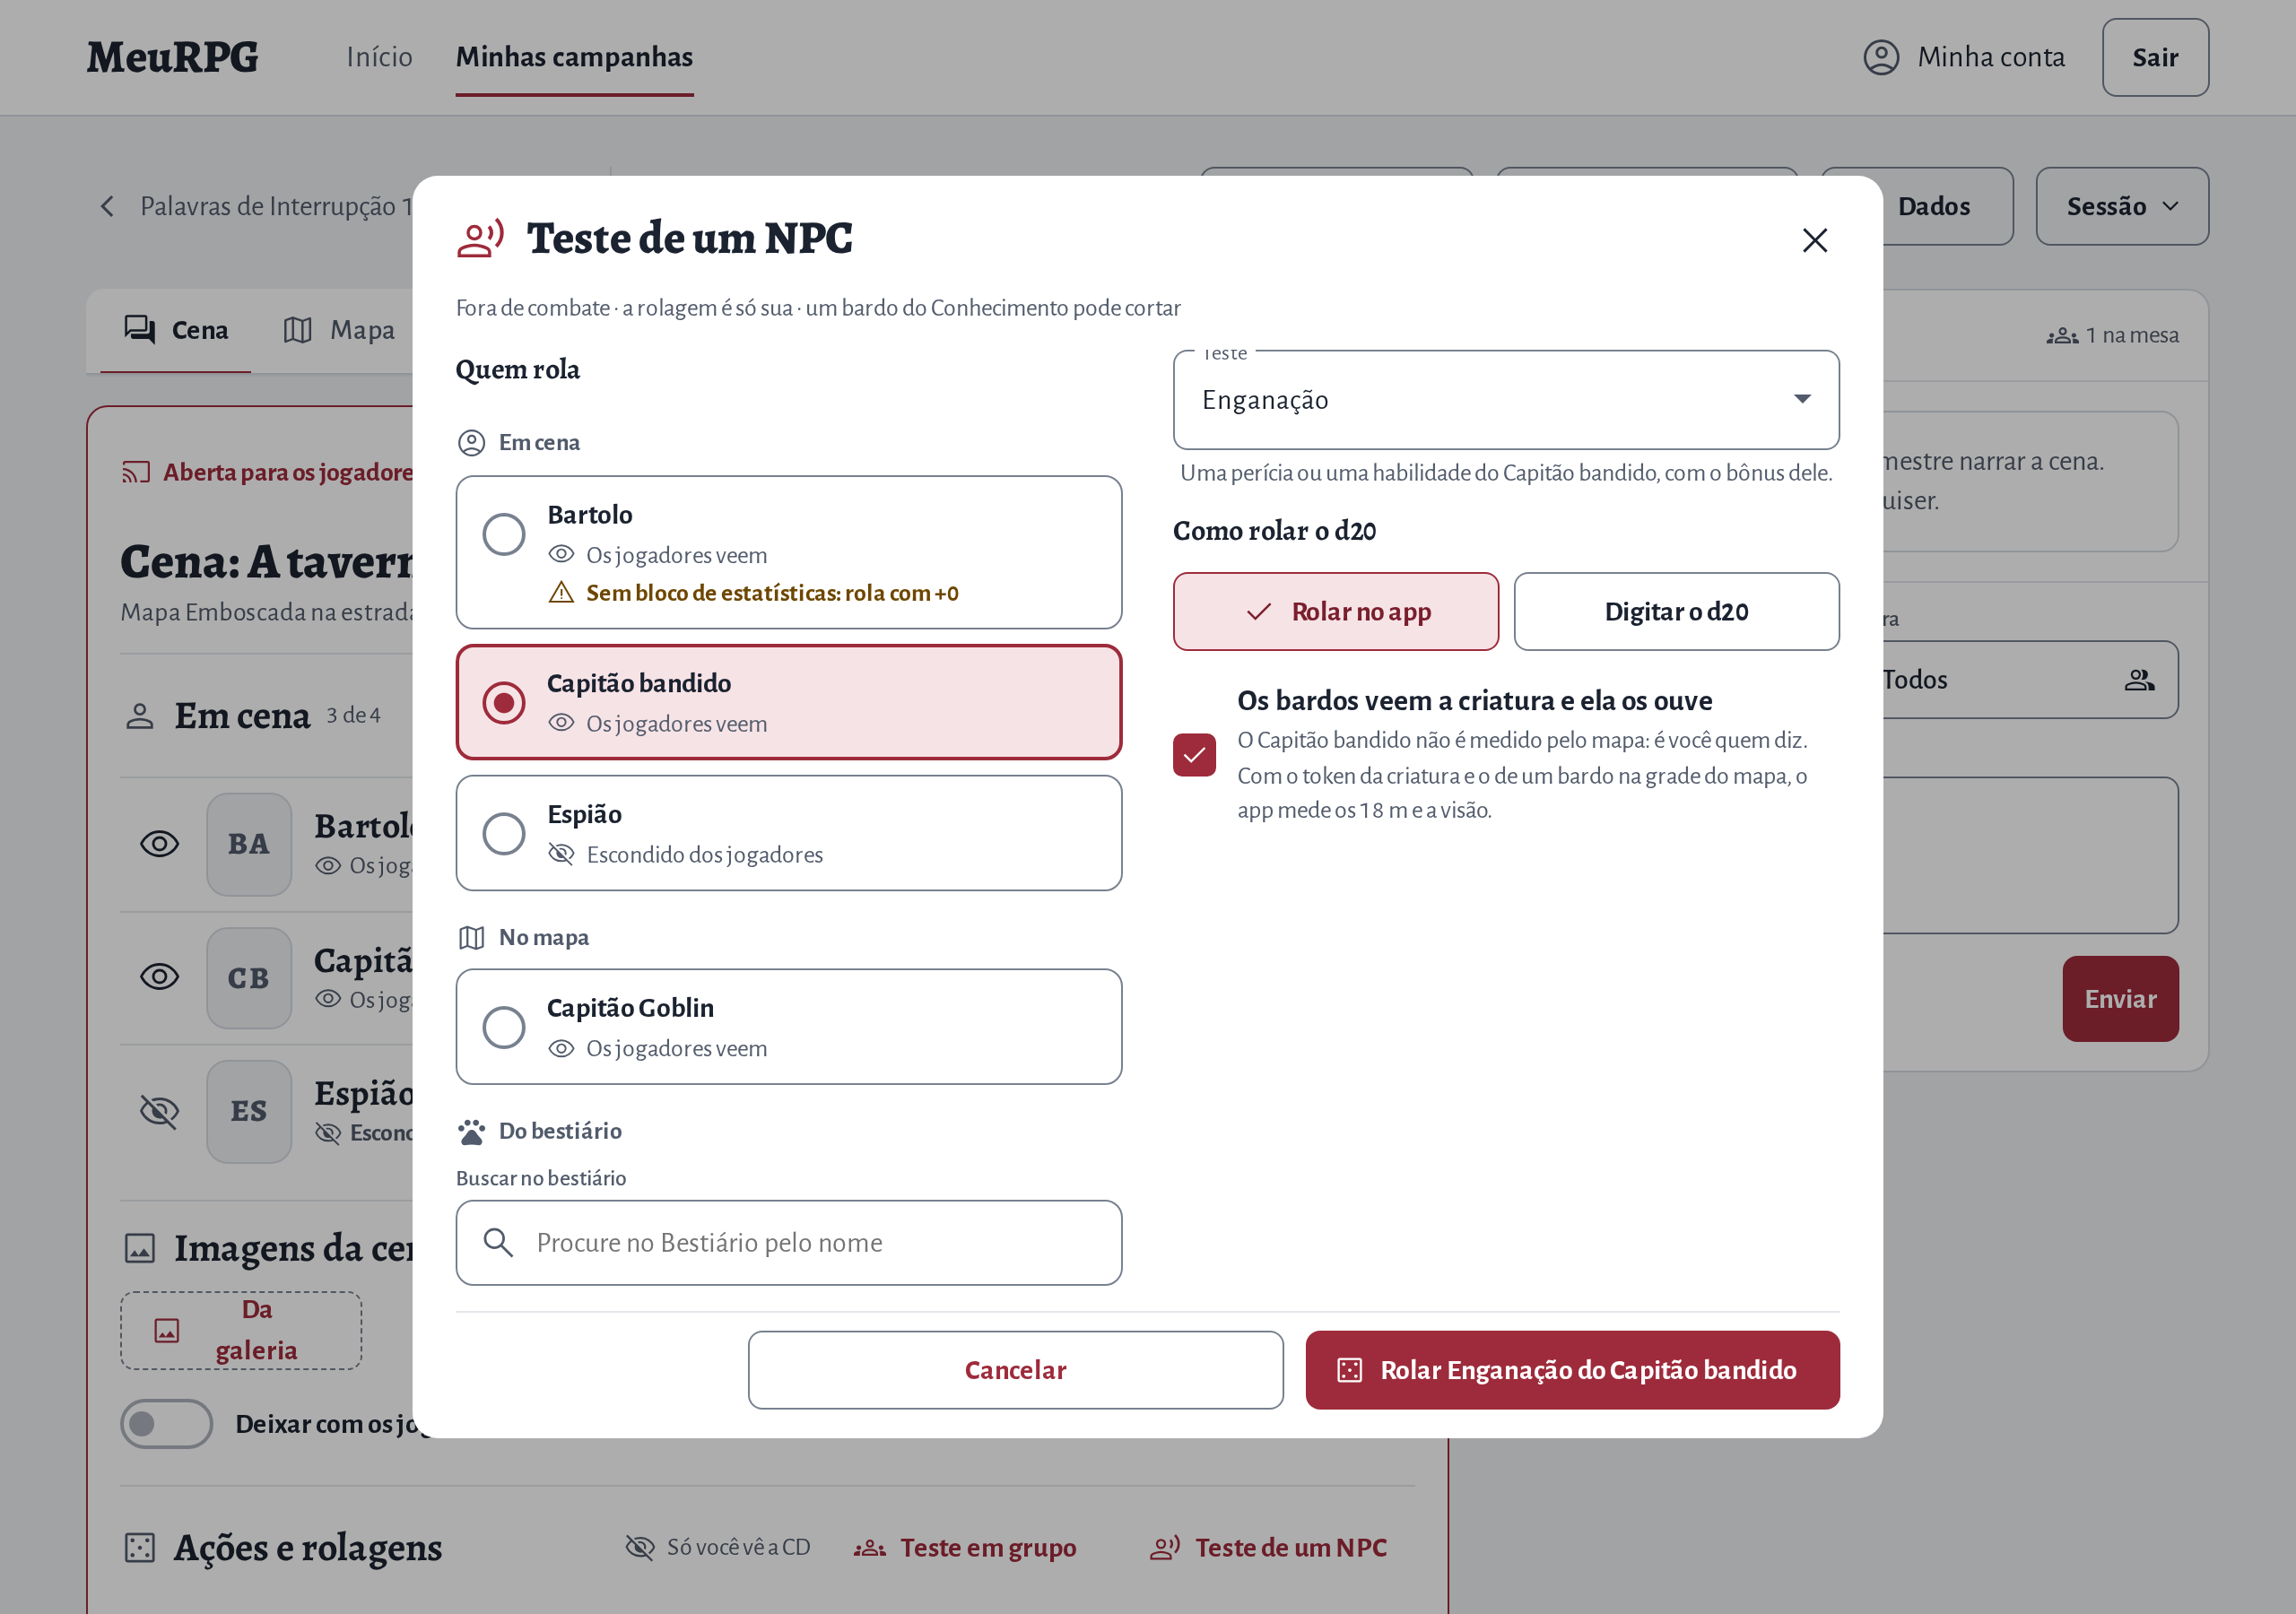 MeuRPG
Início
Minhas campanhas
Minha conta
Sair
Palavras de Interrupção 1
Dados
Sessão
Cena
Mapa
1 na mesa
Aberta para os jogadore
Cena: A tavern
Mapa Emboscada na estrada
Em cena
3 de 4
BA
Bartolo
Os jog
CB
Capitã
Os jog
ES
Espião
Escond
Imagens da cen
Da
galeria
Deixar com os jog
Ações e rolagens
Só você vê a CD
Teste em grupo
Teste de um NPC
mestre narrar a cena.
uiser.
ra
Todos
Enviar
Teste de um NPC
Fora de combate · a rolagem é só sua · um bardo do Conhecimento pode cortar
Quem rola
Em cena
Bartolo
Os jogadores veem
Sem bloco de estatísticas: rola com +0
Capitão bandido
Os jogadores veem
Espião
Escondido dos jogadores
No mapa
Capitão Goblin
Os jogadores veem
Do bestiário
Buscar no bestiário
Procure no Bestiário pelo nome
Teste
Enganação
Uma perícia ou uma habilidade do Capitão bandido, com o bônus dele.
Como rolar o d20
Rolar no app
Digitar o d20
Os bardos veem a criatura e ela os ouve
O Capitão bandido não é medido pelo mapa: é você quem diz.
Com o token da criatura e o de um bardo na grade do mapa, o
app mede os 18 m e a visão.
Cancelar
Rolar Enganação do Capitão bandido